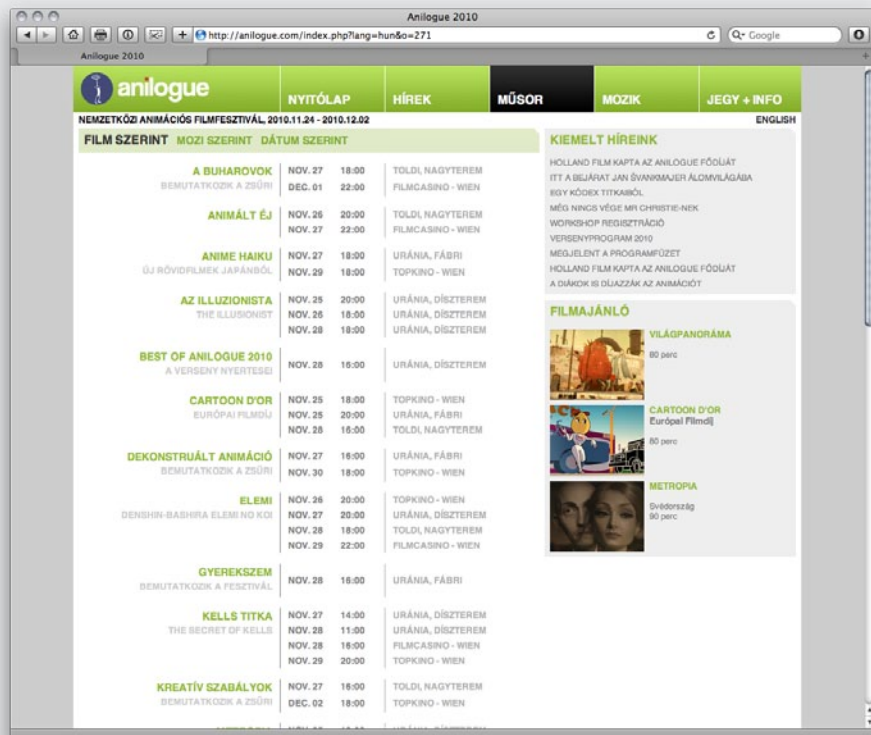 Anilogue 2010
http://anilogue.com/index.php?lang=hun&o=271
Google
Anilogue 2010
anilogue
NYITÓLAP
HÍREK
MŰSOR
MOZIK
JEGY + INFO
NEMZETKÖZI ANIMÁCIÓS FILMFESZTIVÁL, 2010.11.24 - 2010.12.02
ENGLISH
FILM SZERINT MOZI SZERINT DÁTUM SZERINT
A BUHAROVOK NOV. 27 18:00 TOLDI, NAGYTEREM
BEMUTATKOZIK A ZSŰRI DEC. 01 22:00 FILMCASINO - WIEN
ANIMÁLT ÉJ NOV. 26 20:00 TOLDI, NAGYTEREM
NOV. 27 22:00 FILMCASINO - WIEN
ANIME HAIKU NOV. 27 18:00 URÁNIA, FÁBRI
ÚJ RÖVIDFILMEK JAPÁNBÓL NOV. 29 18:00 TOPKINO - WIEN
AZ ILLUZIONISTA NOV. 25 20:00 URÁNIA, DÍSZTEREM
THE ILLUSIONIST NOV. 26 18:00 URÁNIA, DÍSZTEREM
NOV. 28 18:00 URÁNIA, DÍSZTEREM
BEST OF ANILOGUE 2010
A VERSENY NYERTESEI NOV. 28 16:00 URÁNIA, DÍSZTEREM
CARTOON D'OR NOV. 25 18:00 TOPKINO - WIEN
EURÓPAI FILMDÍJ NOV. 25 20:00 URÁNIA, FÁBRI
NOV. 28 16:00 TOLDI, NAGYTEREM
DEKONSTRUÁLT ANIMÁCIÓ NOV. 27 16:00 URÁNIA, FÁBRI
BEMUTATKOZIK A ZSŰRI NOV. 30 18:00 TOPKINO - WIEN
ELEMI NOV. 26 20:00 TOPKINO - WIEN
DENSHIN-BASHIRA ELEMI NO KOI NOV. 27 20:00 URÁNIA, DÍSZTEREM
NOV. 28 18:00 TOLDI, NAGYTEREM
NOV. 29 22:00 FILMCASINO - WIEN
GYEREKSZEM
BEMUTATKOZIK A FESZTIVÁL NOV. 28 16:00 URÁNIA, FÁBRI
KELLS TITKA NOV. 27 14:00 URÁNIA, DÍSZTEREM
THE SECRET OF KELLS NOV. 28 11:00 URÁNIA, DÍSZTEREM
NOV. 28 16:00 FILMCASINO - WIEN
NOV. 29 20:00 TOPKINO - WIEN
KREATÍV SZABÁLYOK NOV. 27 16:00 TOLDI, NAGYTEREM
BEMUTATKOZIK A ZSŰRI DEC. 02 18:00 TOPKINO - WIEN
KIEMELT HÍREINK
HOLLAND FILM KAPTA AZ ANILOGUE FŐDÍJÁT
ITT A BEJÁRAT JAN ŠVANKMAJER ÁLOMVILÁGÁBA
EGY KÓDEX TITKAIBÓL
MÉG NINCS VÉGE MR CHRISTIE-NEK
WORKSHOP REGISZTRÁCIÓ
VERSENYPROGRAM 2010
MEGJELENT A PROGRAMFÜZET
HOLLAND FILM KAPTA AZ ANILOGUE FŐDÍJÁT
A DIÁKOK IS DÍJAZZÁK AZ ANIMÁCIÓT
FILMAJÁNLÓ
VILÁGPANORÁMA
80 perc
CARTOON D'OR
Európai Filmdíj
80 perc
METROPIA
Svédország
90 perc